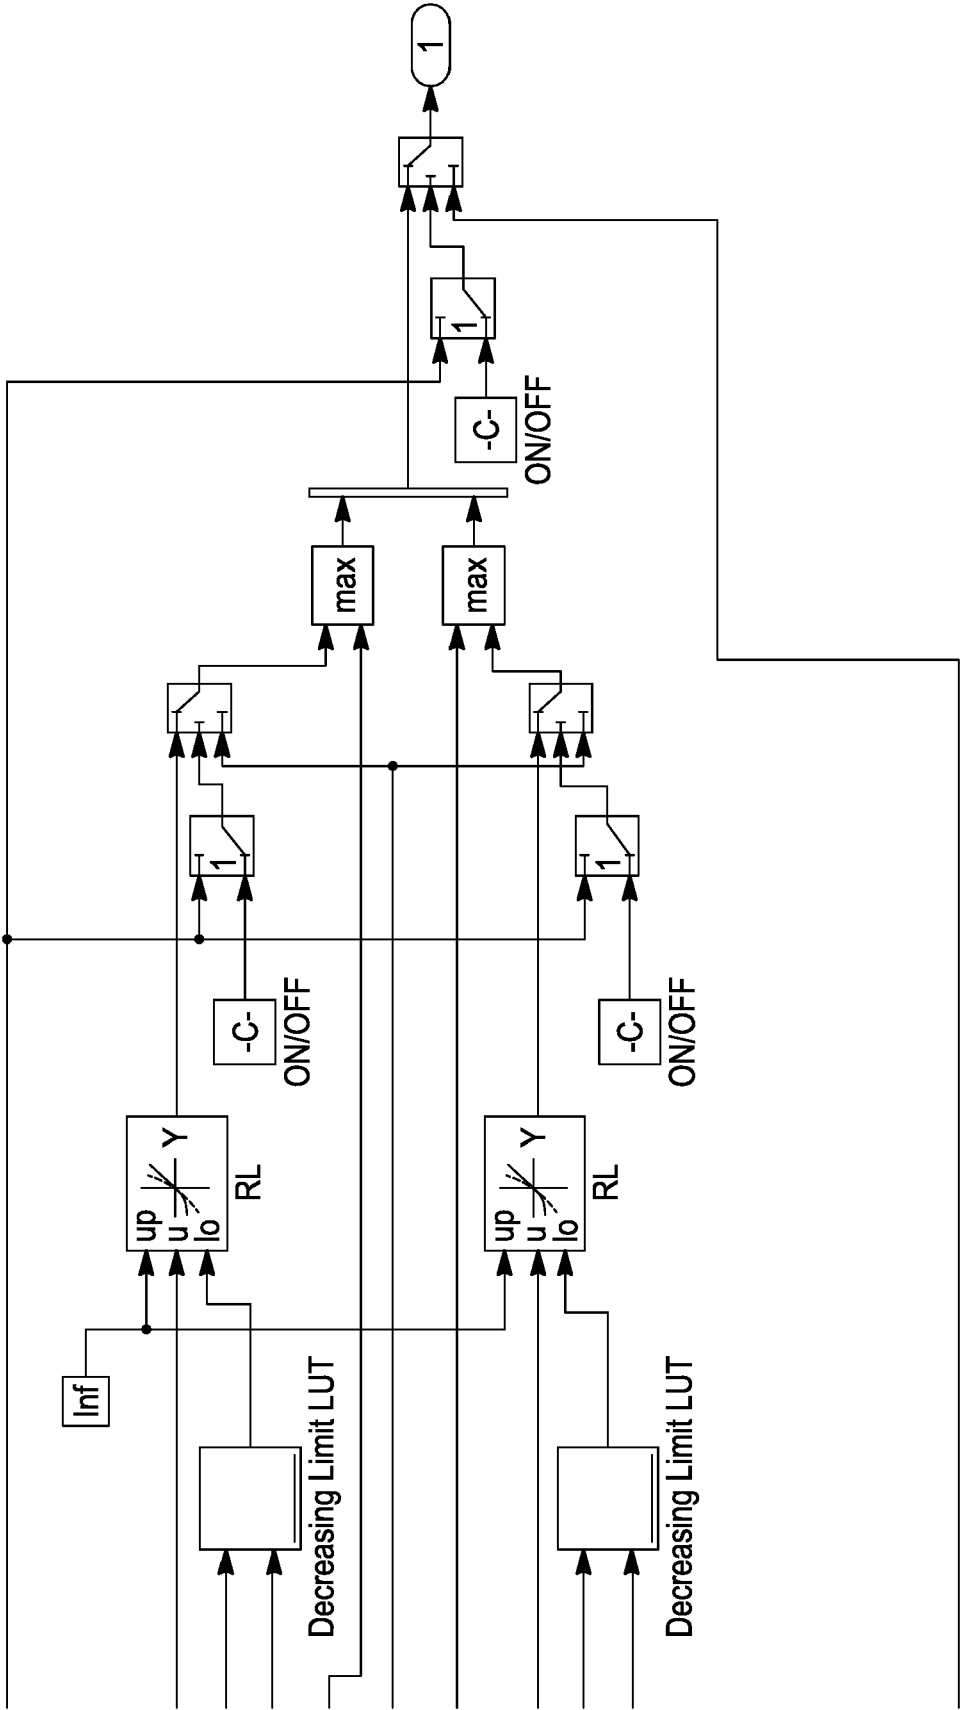 Inf
Decreasing Limit LUT
up
u
lo
Y
RL
-C-
ON/OFF
1
max
Decreasing Limit LUT
up
u
lo
Y
RL
-C-
ON/OFF
1
max
-C-
ON/OFF
1
1